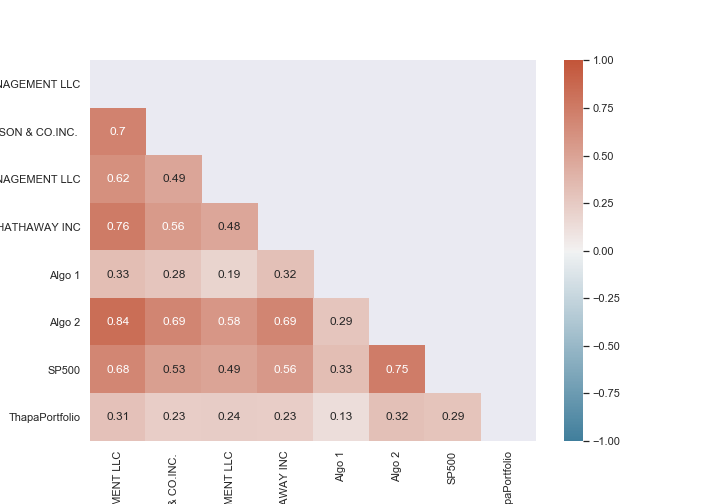 NAGEMENT LLC
SON & CO.INC.
0.7
NAGEMENT LLC
0.62 0.49
HATHAWAY INC
0.76 0.56 0.48
Algo 1
0.33 0.28 0.19 0.32
Algo 2
0.84 0.69 0.58 0.69 0.29
SP500
0.68 0.53 0.49 0.56 0.33 0.75
ThapaPortfolio
0.31 0.23 0.24 0.23 0.13 0.32 0.29
MENT LLC
& CO.INC.
MENT LLC
AWAY INC
Algo 1
Algo 2
SP500
paPortfolio
1.00
0.75
0.50
0.25
0.00
−0.25
−0.50
−0.75
−1.00